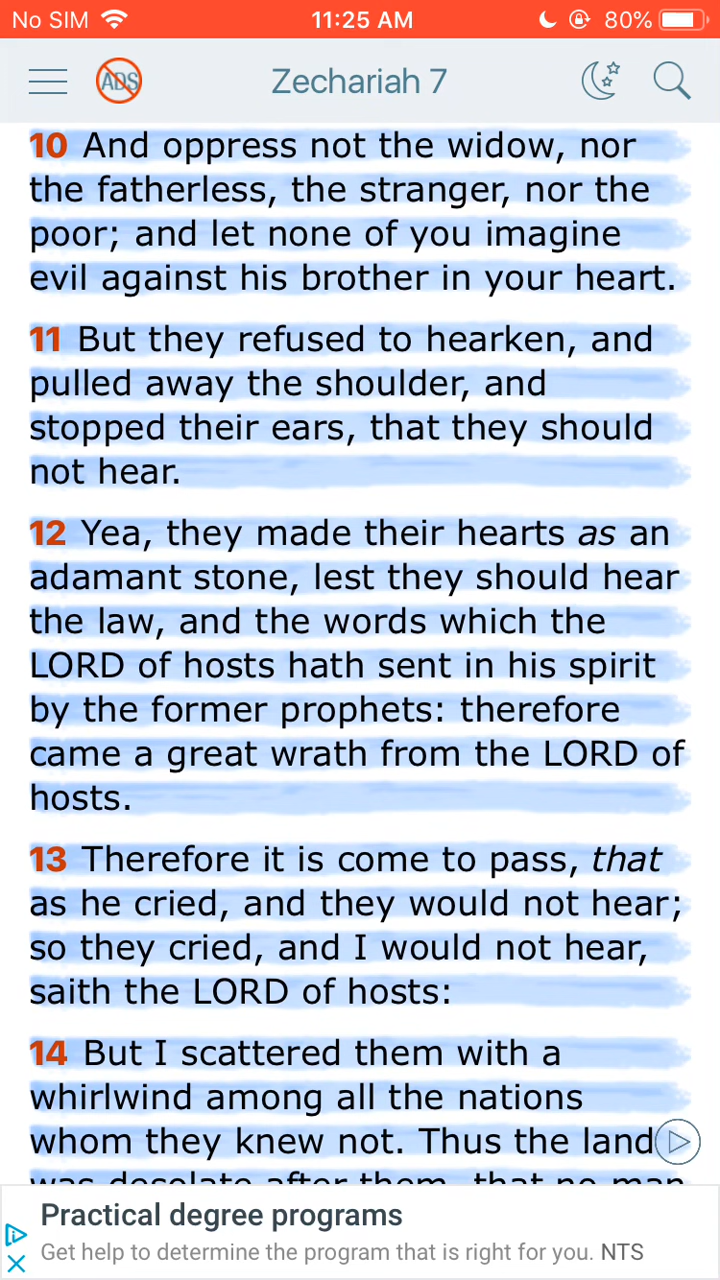 No SIM 11:25 AM 80%
ADS Zechariah 7
10 And oppress not the widow, nor
the fatherless, the stranger, nor the
poor; and let none of you imagine
evil against his brother in your heart.
11 But they refused to hearken, and
pulled away the shoulder, and
stopped their ears, that they should
not hear.
12 Yea, they made their hearts as an
adamant stone, lest they should hear
the law, and the words which the
LORD of hosts hath sent in his spirit
by the former prophets: therefore
came a great wrath from the LORD of
hosts.
13 Therefore it is come to pass, that
as he cried, and they would not hear;
so they cried, and I would not hear,
saith the LORD of hosts:
14 But I scattered them with a
whirlwind among all the nations
whom they knew not. Thus the land
was desolate after them, that no man
Practical degree programs
Get help to determine the program that is right for you. NTS